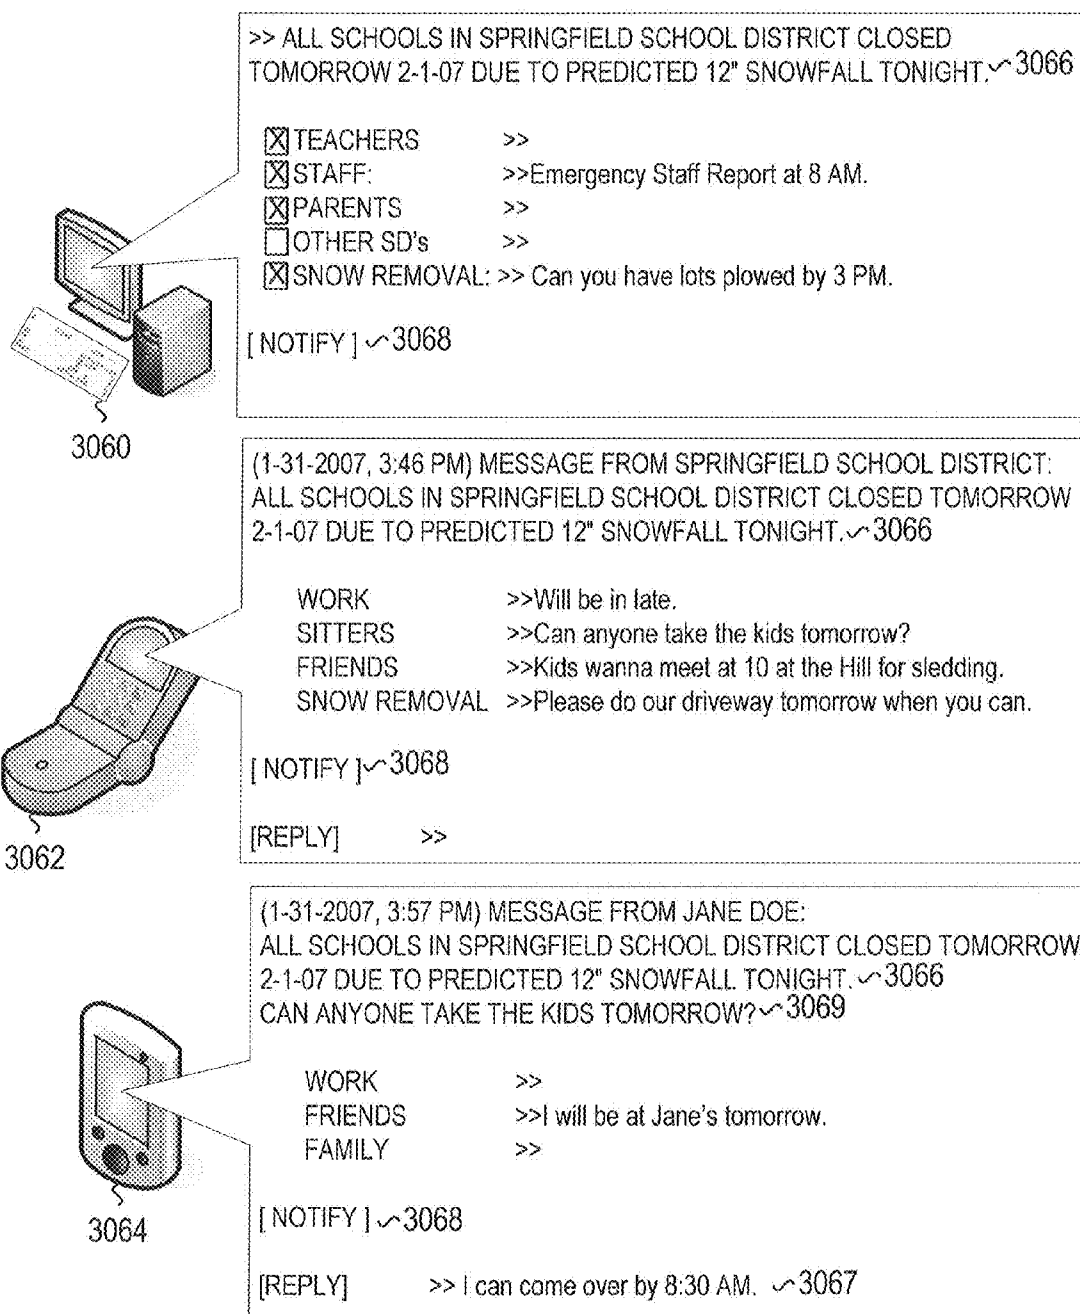 >> ALL SCHOOLS IN SPRINGFIELD SCHOOL DISTRICT CLOSED
TOMORROW 2-1-07 DUE TO PREDICTED 12" SNOWFALL TONIGHT. 3066
X TEACHERS >>
X STAFF: >>Emergency Staff Report at 8 AM.
X PARENTS >>
OTHER SD's >>
X SNOW REMOVAL: >> Can you have lots plowed by 3 PM.
[ NOTIFY ] 3068
3060
(1-31-2007, 3:46 PM) MESSAGE FROM SPRINGFIELD SCHOOL DISTRICT:
ALL SCHOOLS IN SPRINGFIELD SCHOOL DISTRICT CLOSED TOMORROW
2-1-07 DUE TO PREDICTED 12" SNOWFALL TONIGHT. 3066
WORK >>Will be in late.
SITTERS >>Can anyone take the kids tomorrow?
FRIENDS >>Kids wanna meet at 10 at the Hill for sledding.
SNOW REMOVAL >>Please do our driveway tomorrow when you can.
[ NOTIFY ] 3068
[REPLY] >>
3062
(1-31-2007, 3:57 PM) MESSAGE FROM JANE DOE:
ALL SCHOOLS IN SPRINGFIELD SCHOOL DISTRICT CLOSED TOMORROW
2-1-07 DUE TO PREDICTED 12" SNOWFALL TONIGHT. 3066
CAN ANYONE TAKE THE KIDS TOMORROW? 3069
WORK >>
FRIENDS >>I will be at Jane's tomorrow.
FAMILY >>
[ NOTIFY ] 3068
3064
[REPLY] >> I can come over by 8:30 AM. 3067